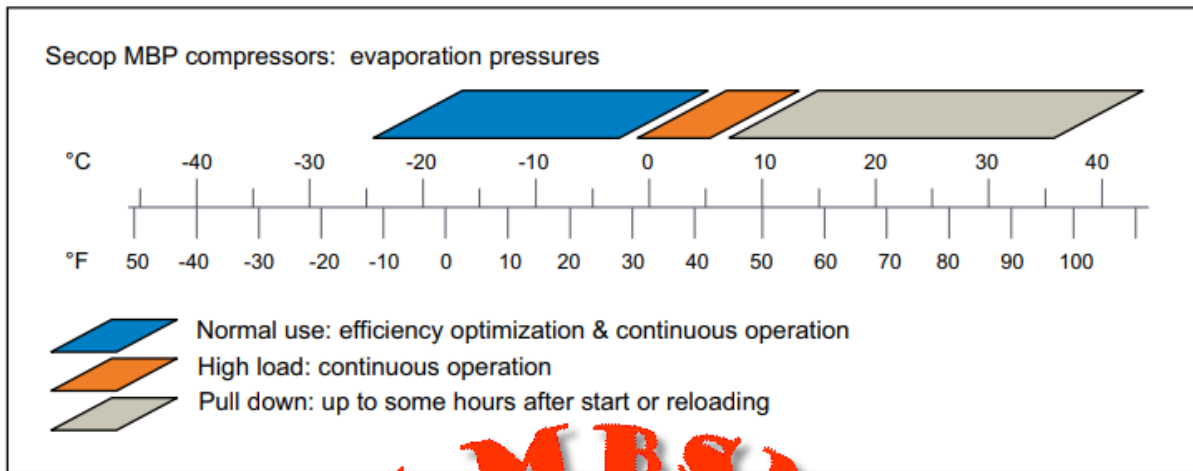 Secop MBP compressors: evaporation pressures
°C -40 -30 -20 -10 0 10 20 30 40
°F 50 -40 -30 -20 -10 0 10 20 30 40 50 60 70 80 90 100
Normal use: efficiency optimization & continuous operation
High load: continuous operation
Pull down: up to some hours after start or reloading
MBS